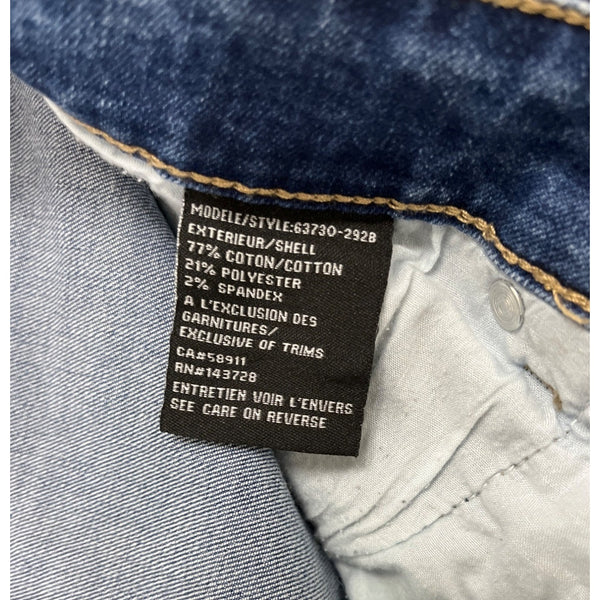 MODELE/STYLE:63730-292B
EXTERIEUR/SHELL
77% COTON/COTTON
21% POLYESTER
2% SPANDEX
A L'EXCLUSION DES
GARNITURES/
EXCLUSIVE OF TRIMS
CA#58911
RN#143728
ENTRETIEN VOIR L'ENVERS
SEE CARE ON REVERSE